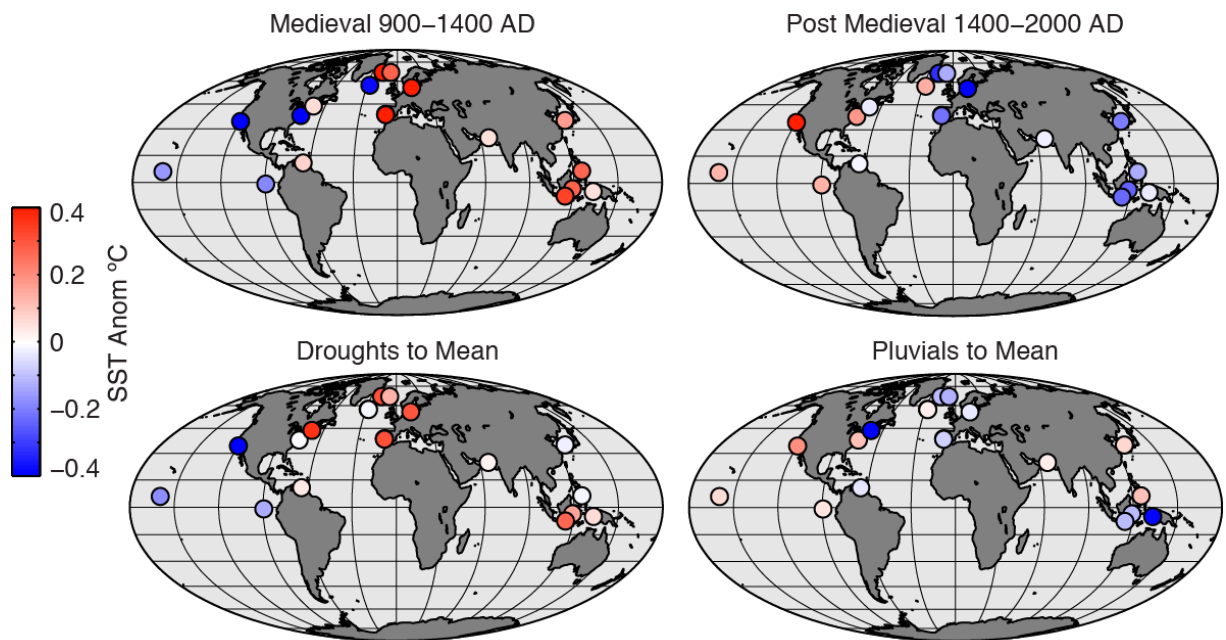 Medieval 900−1400 AD
Post Medieval 1400−2000 AD
0.4
0.2
0
−0.2
−0.4
SST Anom ºC
Droughts to Mean
Pluvials to Mean